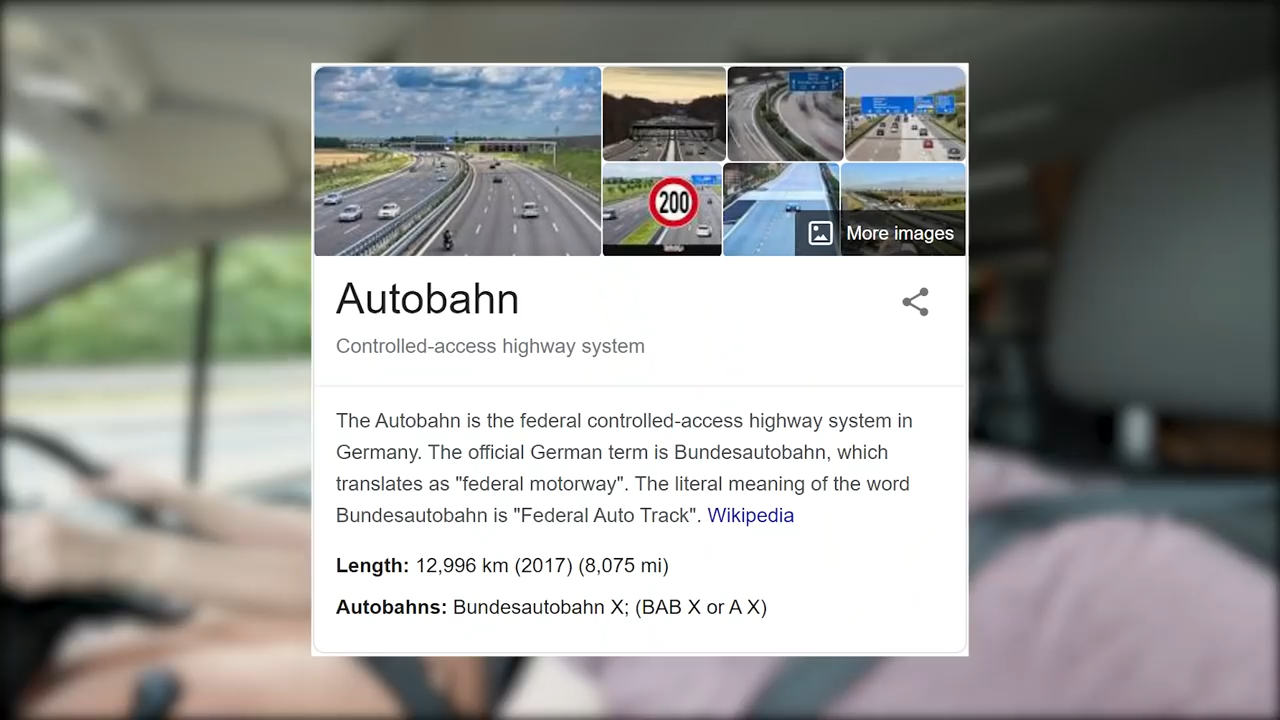 200
More images
Autobahn
Controlled-access highway system
The Autobahn is the federal controlled-access highway system in
Germany. The official German term is Bundesautobahn, which
translates as "federal motorway". The literal meaning of the word
Bundesautobahn is "Federal Auto Track". Wikipedia
Length: 12,996 km (2017) (8,075 mi)
Autobahns: Bundesautobahn X; (BAB X or A X)